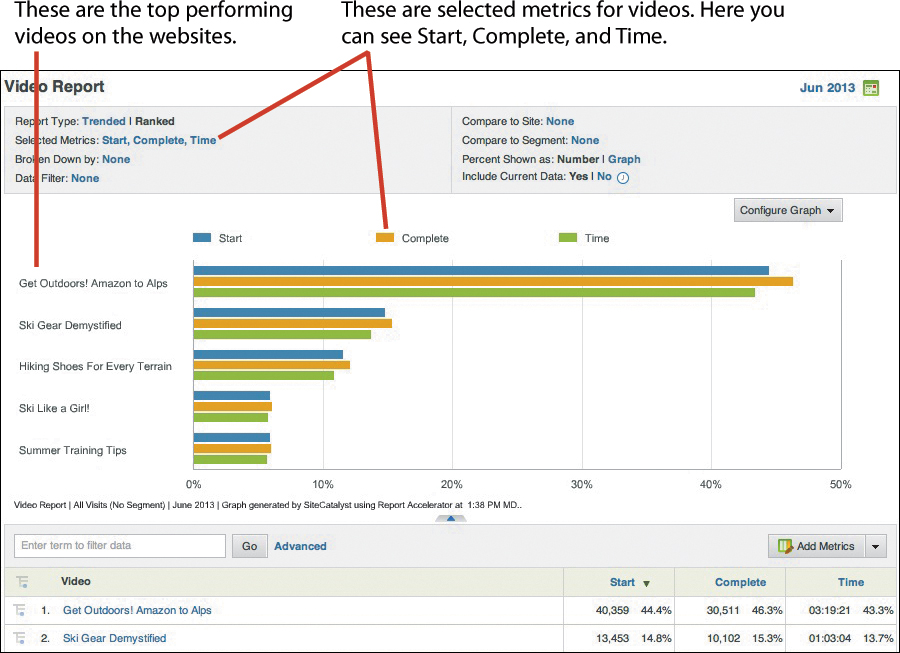 These are the top performing
videos on the websites.
These are selected metrics for videos. Here you
can see Start, Complete, and Time.
Video Report
Jun 2013
Report Type: Trended | Ranked
Selected Metrics: Start, Complete, Time
Broken Down by: None
Data Filter: None
Compare to Site: None
Compare to Segment: None
Percent Shown as: Number | Graph
Include Current Data: Yes | No
Configure Graph
Start Complete Time
Get Outdoors! Amazon to Alps
Ski Gear Demystified
Hiking Shoes For Every Terrain
Ski Like a Girl!
Summer Training Tips
0% 10% 20% 30% 40% 50%
Video Report | All Visits (No Segment) | June 2013 | Graph generated by SiteCatalyst using Report Accelerator at 1:38 PM MD..
Enter term to filter data Go Advanced Add Metrics
Video Start Complete Time
1. Get Outdoors! Amazon to Alps 40,359 44.4% 30,511 46.3% 03:19:21 43.3%
2. Ski Gear Demystified 13,453 14.8% 10,102 15.3% 01:03:04 13.7%